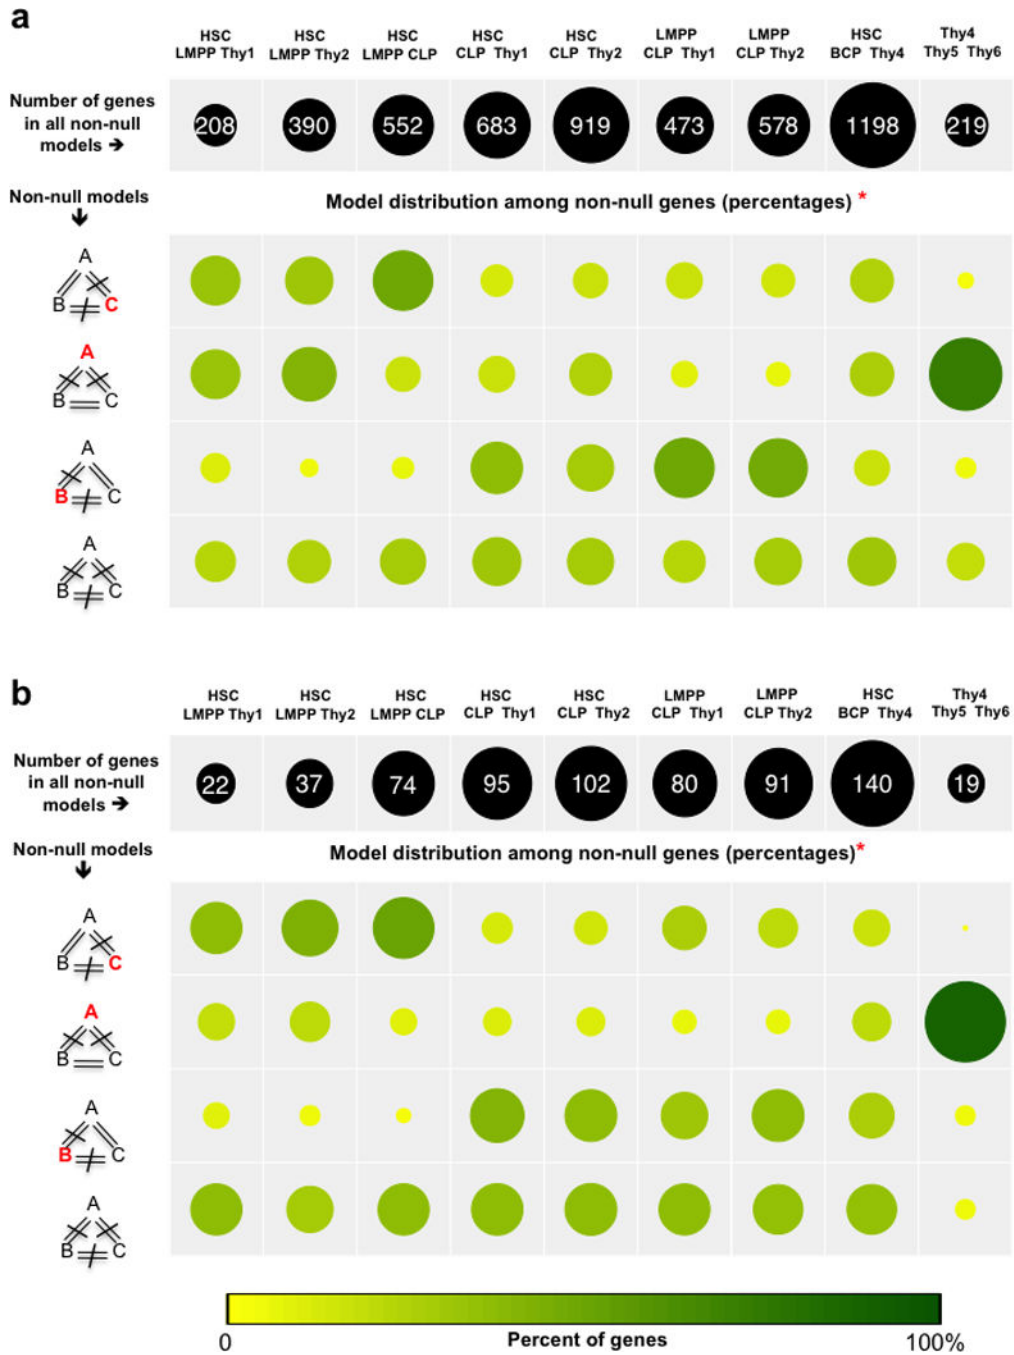 a
HSC HSC HSC HSC HSC LMPP LMPP HSC Thy4
LMPP Thy1 LMPP Thy2 LMPP CLP CLP Thy1 CLP Thy2 CLP Thy1 CLP Thy2 BCP Thy4 Thy5 Thy6
Number of genes
in all non-null
models ➔
208 390 552 683 919 473 578 1198 219
Non-null models
Model distribution among non-null genes (percentages) *
A
B C
A
B C
A
B C
A
B C
b
HSC HSC HSC HSC HSC LMPP LMPP HSC Thy4
LMPP Thy1 LMPP Thy2 LMPP CLP CLP Thy1 CLP Thy2 CLP Thy1 CLP Thy2 BCP Thy4 Thy5 Thy6
Number of genes
in all non-null
models ➔
22 37 74 95 102 80 91 140 19
Non-null models
Model distribution among non-null genes (percentages)*
A
B C
A
B C
A
B C
A
B C
0 Percent of genes 100%